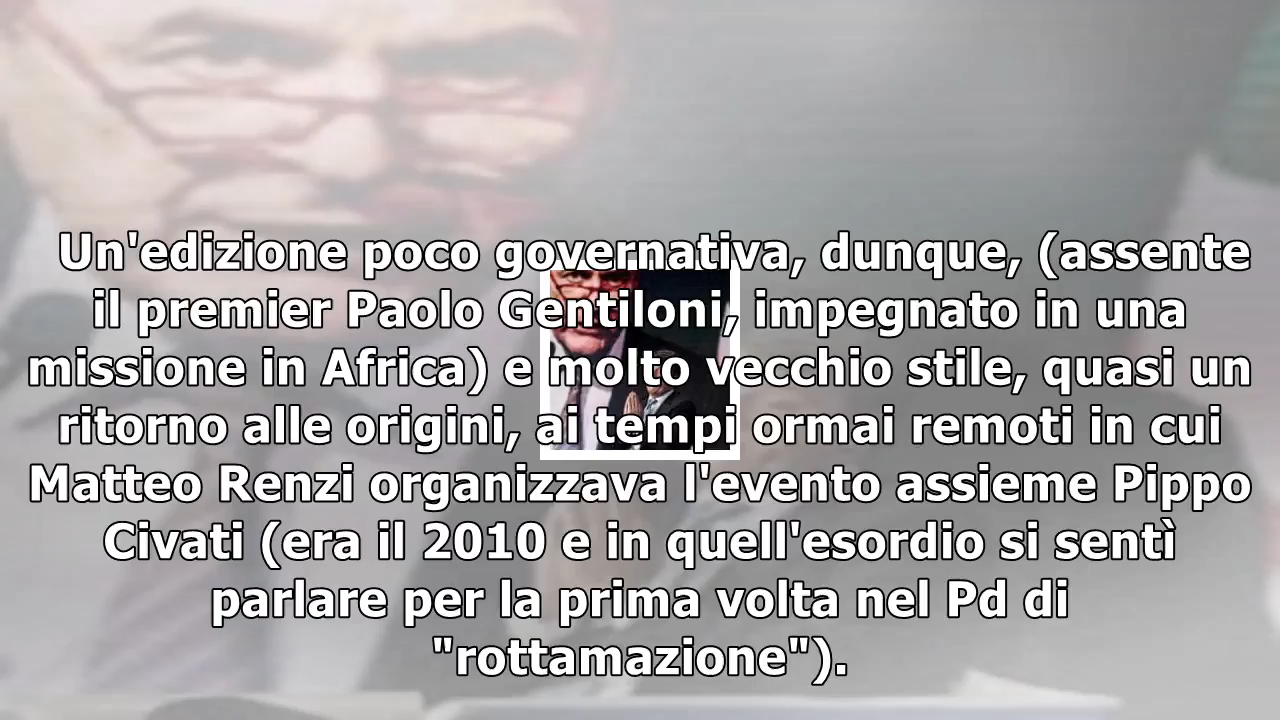 Un'edizione poco governativa, dunque, (assente
il premier Paolo Gentiloni, impegnato in una
missione in Africa) e molto vecchio stile, quasi un
ritorno alle origini, ai tempi ormai remoti in cui
Matteo Renzi organizzava l'evento assieme Pippo
Civati (era il 2010 e in quell'esordio si sentì
parlare per la prima volta nel Pd di
"rottamazione").